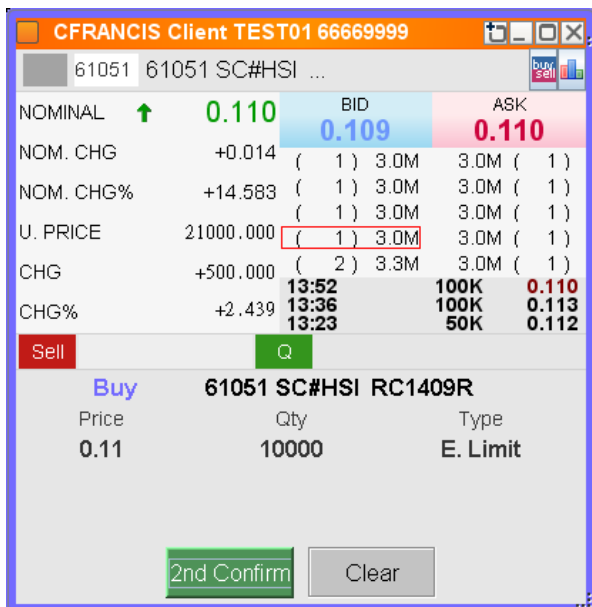 CFRANCIS Client TEST01 66669999
61051 61051 SC#HSI ... buy sell
NOMINAL 0.110 BID 0.109 ASK 0.110
NOM. CHG +0.014
NOM. CHG% +14.583
U. PRICE 21000.000
CHG +500.000
CHG% +2.439
( 1 ) 3.0M 3.0M ( 1 )
( 1 ) 3.0M 3.0M ( 1 )
( 1 ) 3.0M 3.0M ( 1 )
( 1 ) 3.0M 3.0M ( 1 )
( 2 ) 3.3M 3.0M ( 1 )
13:52 100K 0.110
13:36 100K 0.113
13:23 50K 0.112
Sell Q
Buy 61051 SC#HSI RC1409R
Price Qty Type
0.11 10000 E. Limit
2nd Confirm Clear